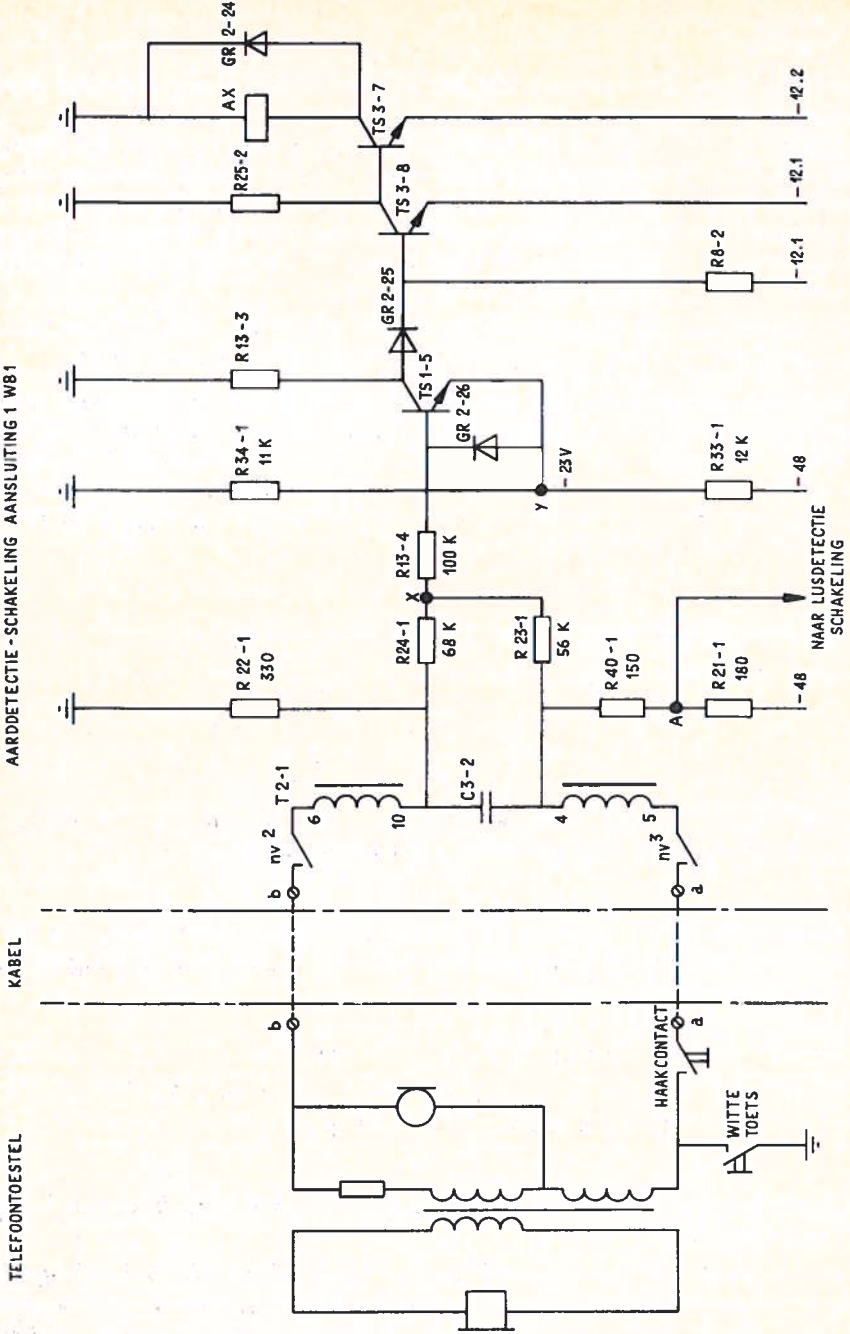 TELEFOONTOESTEL
KABEL
AARDDETECTIE-SCHAKELING AANSLUITING 1 WB1
b
b
a
a
HAAKCONTACT
WITTE
TOETS
nv 2
nv 3
T 2-1
6
10
4
5
C3-2
R 22-1
330
R24-1
68 K
X
R 23-1
56 K
R40-1
150
A
R21-1
180
-48
NAAR LUSDETECTIE
SCHAKELING
R13-4
100 K
R34-1
11 K
Y
-23V
R33-1
12 K
-48
GR 2-26
TS 1-5
R13-3
GR 2-25
R8-2
-12.1
R25-2
TS 3-8
-12.1
AX
GR 2-24
TS 3-7
-12.2